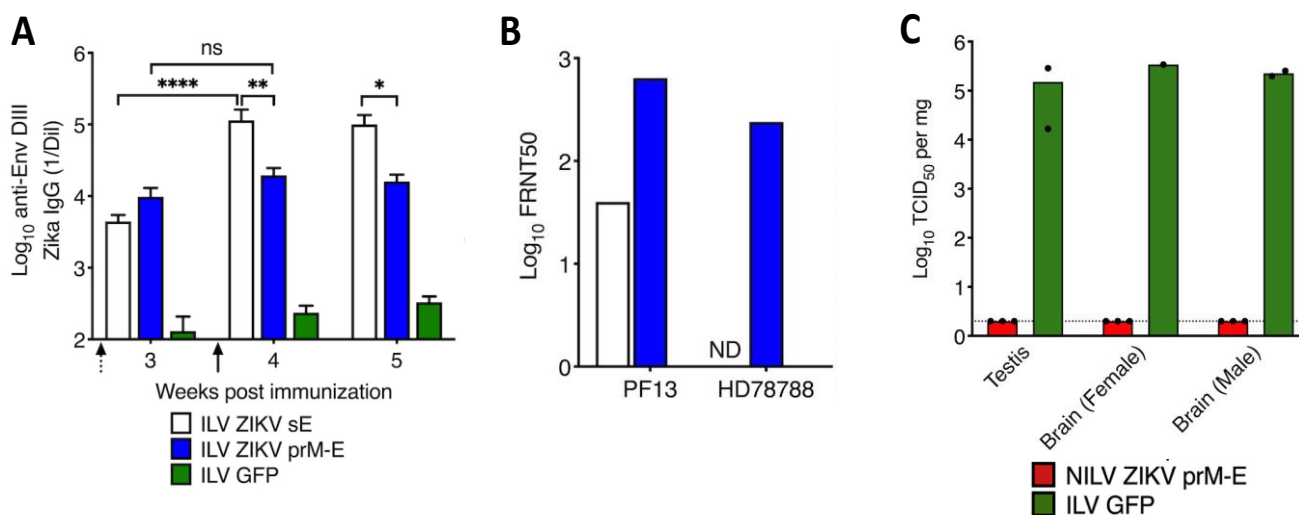 A
Log10 anti-Env DIII
Zika IgG (1/Dil)
6
5
4
3
2
ns
****
**
*
3
4
5
Weeks post immunization
ILV ZIKV sE
ILV ZIKV prM-E
ILV GFP
B
Log10 FRNT50
3
2
1
0
ND
PF13
HD78788
C
Log10 TCID50 per mg
6
5
4
3
2
1
0
Testis
Brain (Female)
Brain (Male)
NILV ZIKV prM-E
ILV GFP